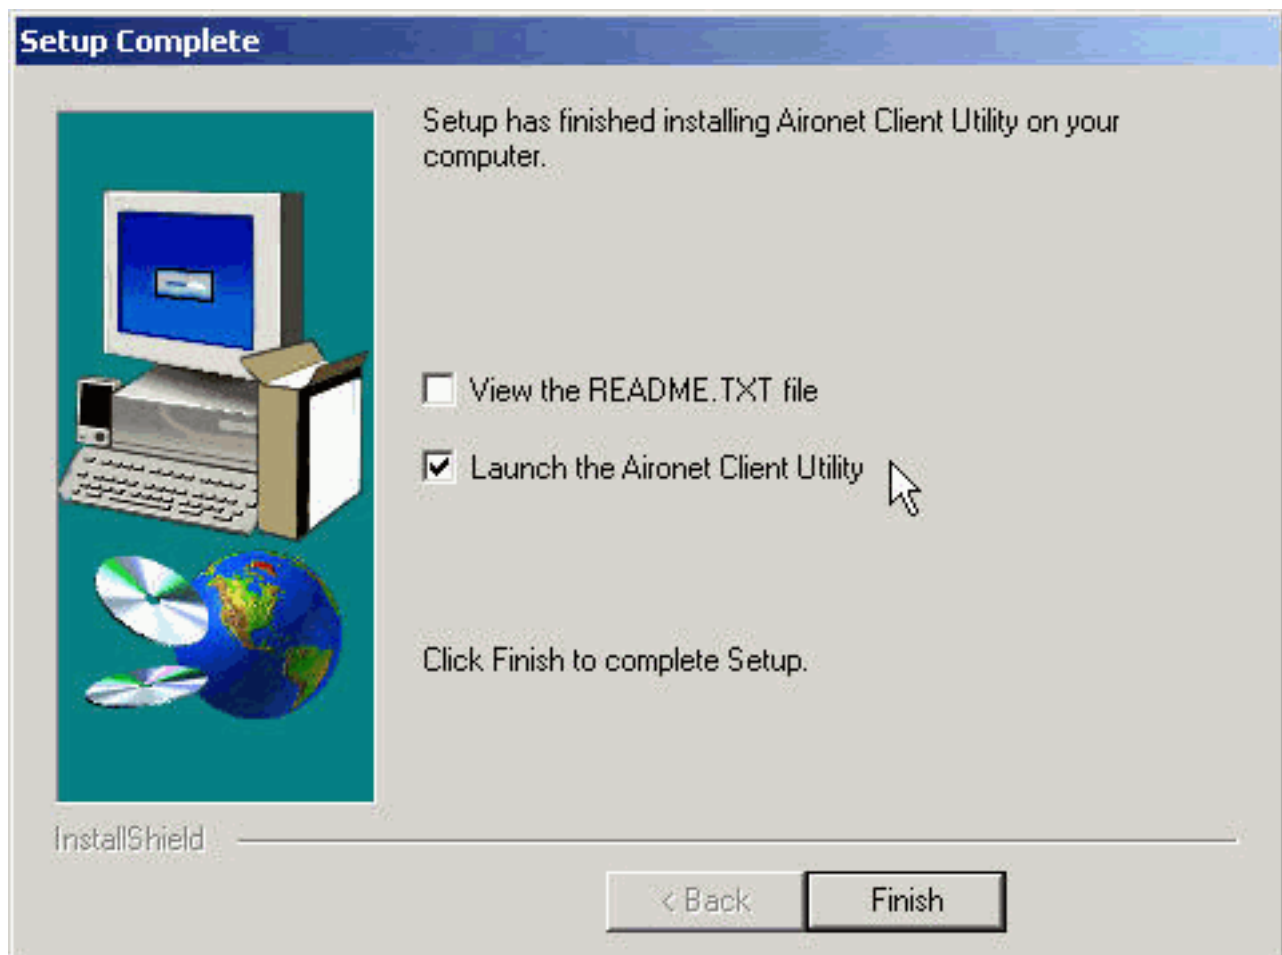 Setup Complete
Setup has finished installing Aironet Client Utility on your
computer.
View the README.TXT file
Launch the Aironet Client Utility
Click Finish to complete Setup.
InstallShield
< Back
Finish